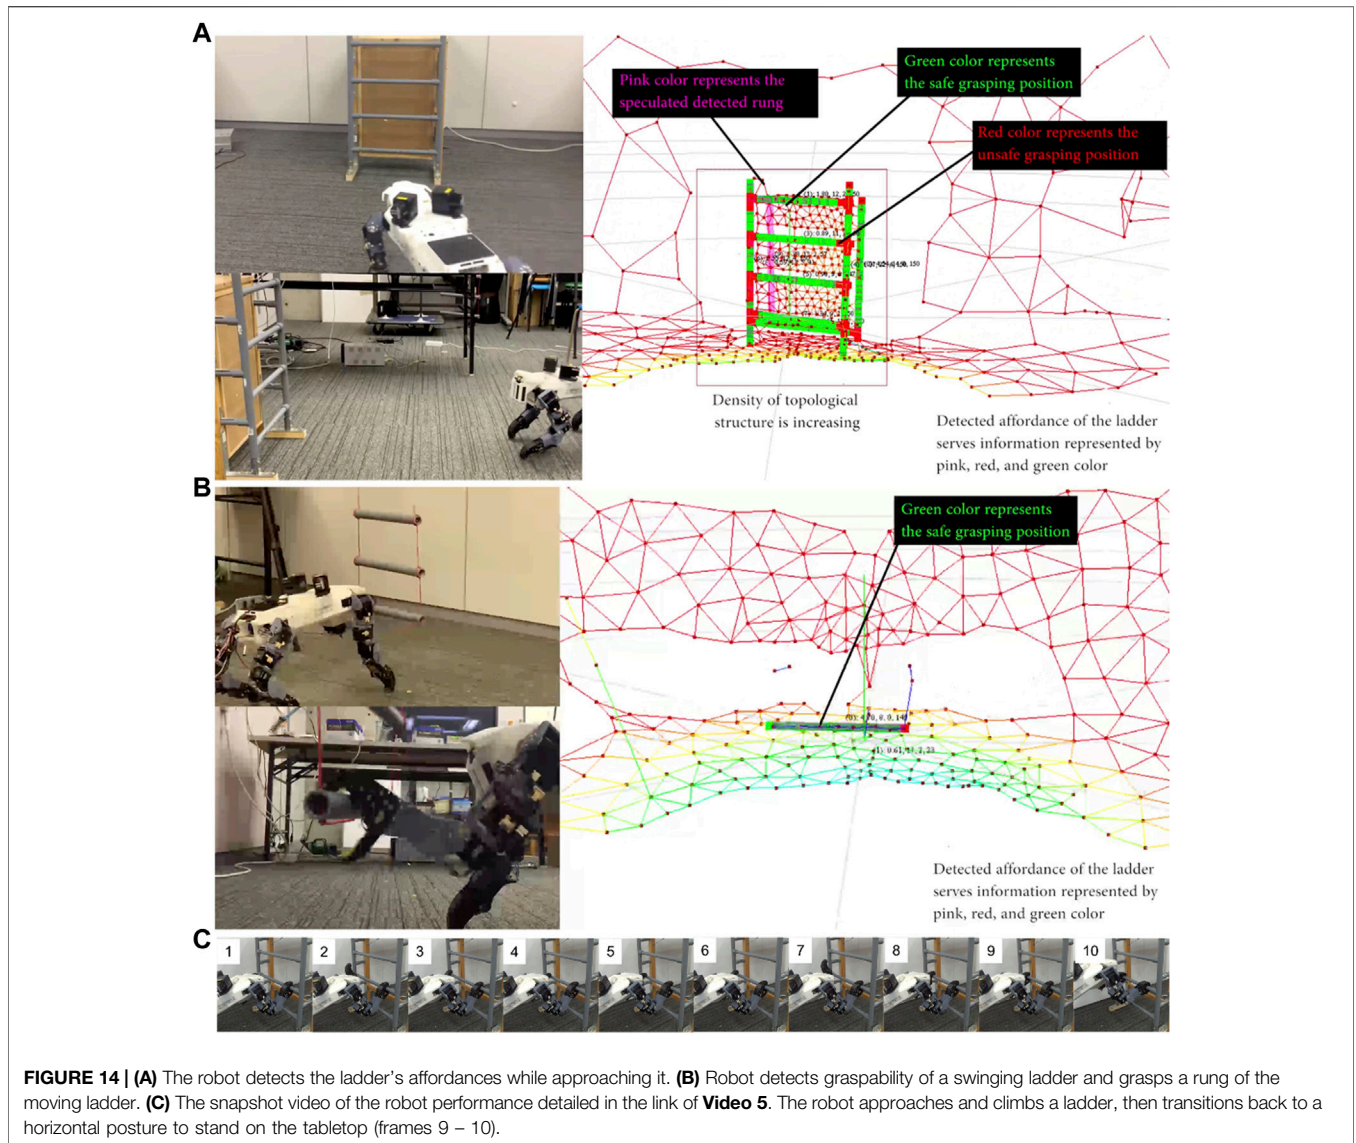 A
Pink color represents the
speculated detected rung
Green color represents
the safe grasping position
Red color represents the
unsafe grasping position
Density of topological
structure is increasing
Detected affordance of the ladder
serves information represented by
pink, red, and green color
B
Green color represents
the safe grasping position
Detected affordance of the ladder
serves information represented by
pink, red, and green color
C
1 2 3 4 5 6 7 8 9 10
FIGURE 14 | (A) The robot detects the ladder’s affordances while approaching it. (B) Robot detects graspability of a swinging ladder and grasps a rung of the
moving ladder. (C) The snapshot video of the robot performance detailed in the link of Video 5. The robot approaches and climbs a ladder, then transitions back to a
horizontal posture to stand on the tabletop (frames 9 – 10).